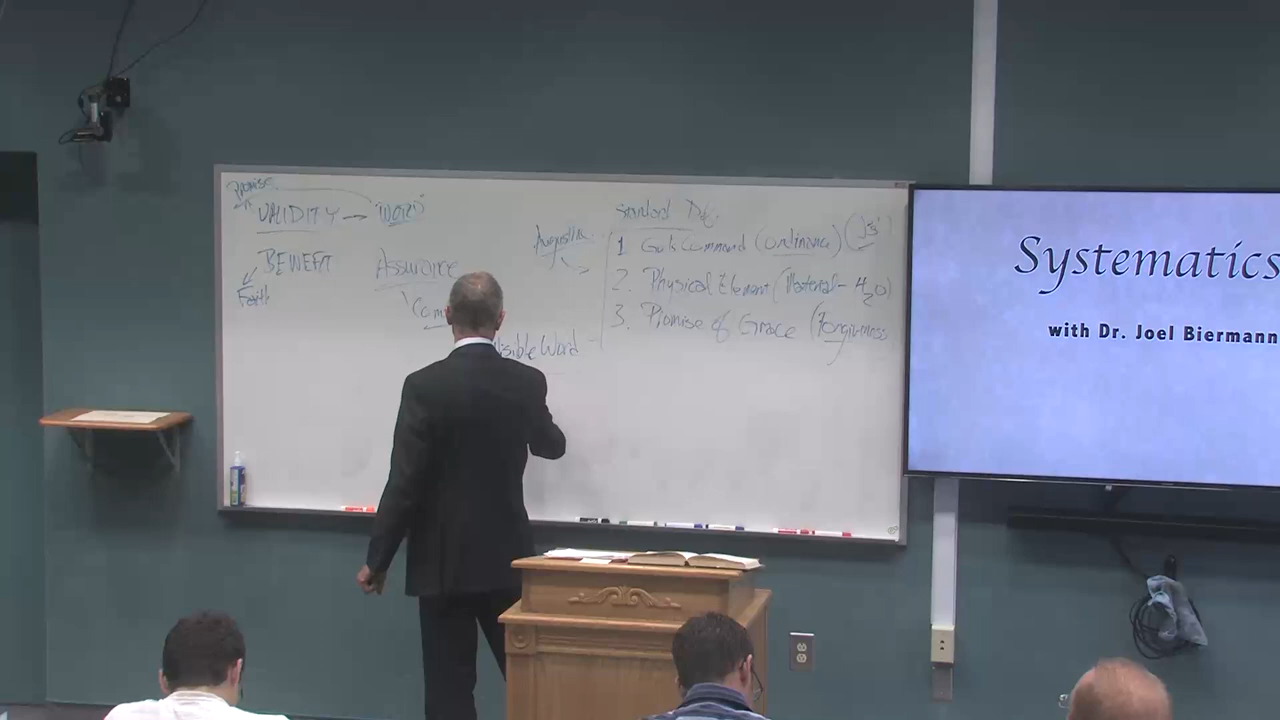 Promise
VALIDITY → "WORD"
BENEFIT
Faith
Assurance
Visible Word
Augustine
Standard Def:
1. God's Command (Ordinance)
2. Physical Element (Material - H2O)
3. Promise of Grace (Forgiveness
Systematics
with Dr. Joel Biermann